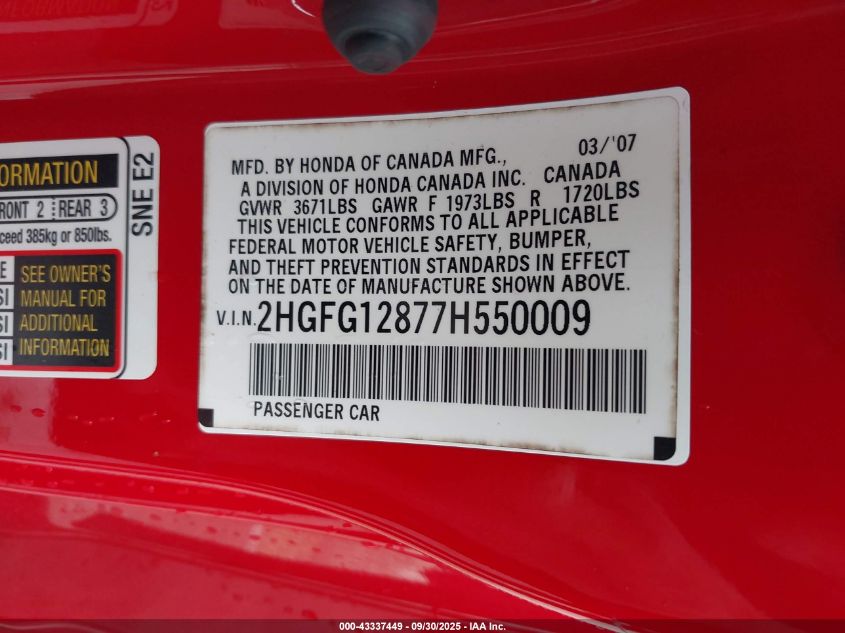 03/'07
MFD. BY HONDA OF CANADA MFG.,
A DIVISION OF HONDA CANADA INC. CANADA
GVWR 3671LBS GAWR F 1973LBS R 1720LBS
THIS VEHICLE CONFORMS TO ALL APPLICABLE
FEDERAL MOTOR VEHICLE SAFETY, BUMPER,
AND THEFT PREVENTION STANDARDS IN EFFECT
ON THE DATE OF MANUFACTURE SHOWN ABOVE.
V.I.N. 2HGFG12877H550009
PASSENGER CAR
ORMATION
RONT 2 REAR 3
ceed 385kg or 850lbs.
SEE OWNER'S
MANUAL FOR
ADDITIONAL
INFORMATION
E
SI
SI
SI
SNE E2
000-43337449 - 09/30/2025 - IAA Inc.